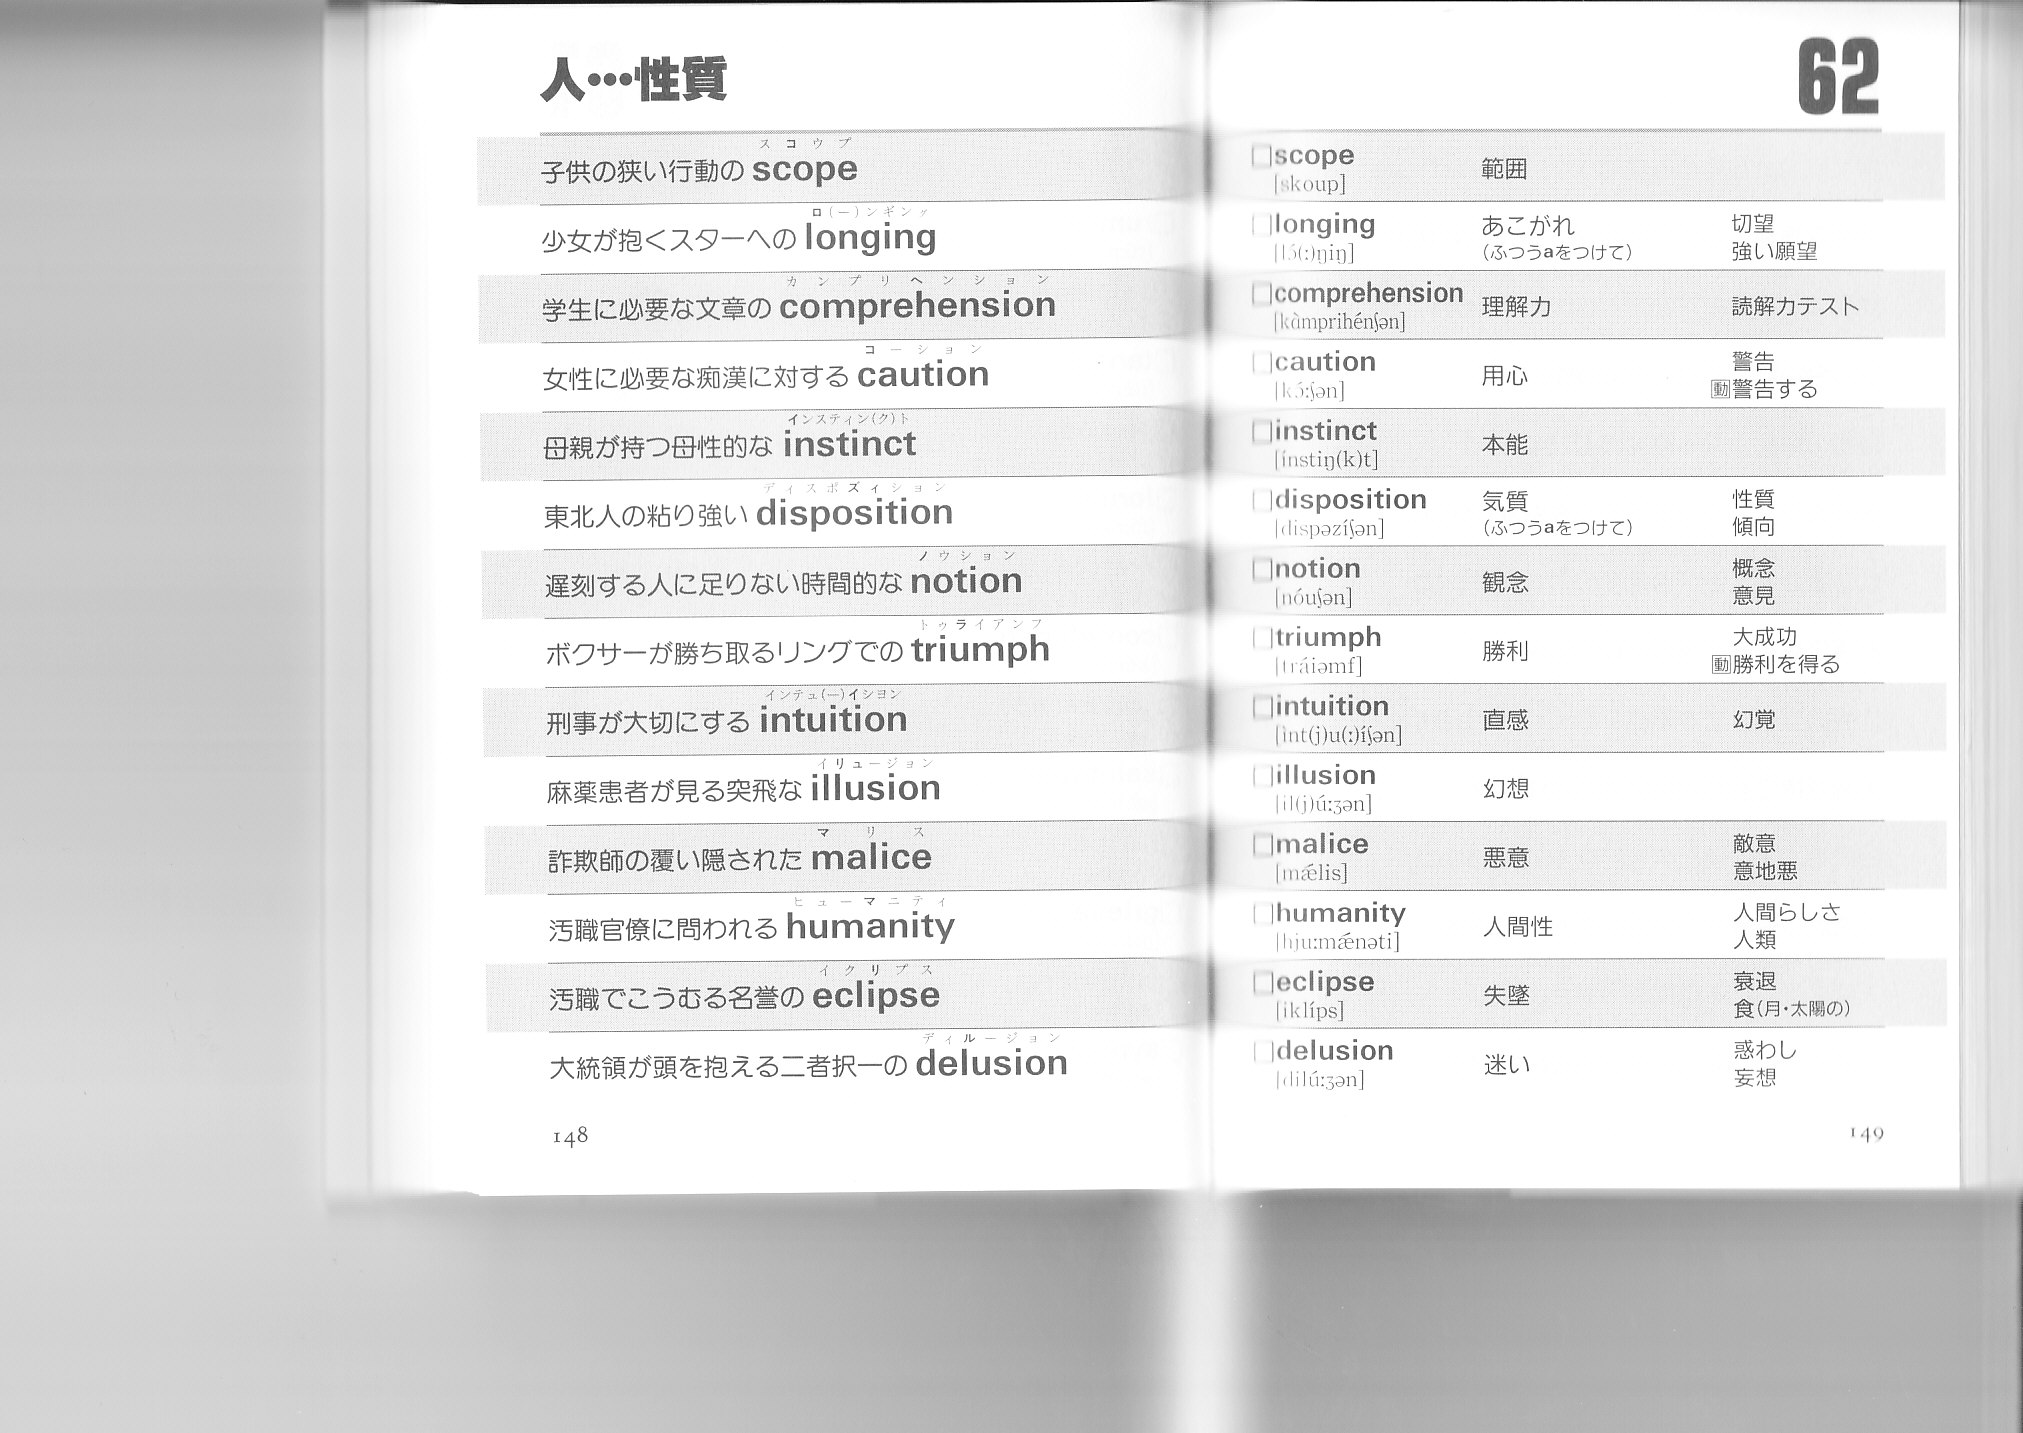 人…性質
スコウプ
子供の狭い行動の scope
ロ(ー)ンギング
少女が抱くスターへの longing
カンプリヘンション
学生に必要な文章の comprehension
コーション
女性に必要な痴漢に対する caution
インスティン(ク)ト
母親が持つ母性的な instinct
ディスポズィション
東北人の粘り強い disposition
ノウション
遅刻する人に足りない時間的な notion
トゥライアンフ
ボクサーが勝ち取るリングでの triumph
インテュ(ー)イション
刑事が大切にする intuition
イリュージョン
麻薬患者が見る突飛な illusion
マリス
詐欺師の覆い隠された malice
ヒューマニティ
汚職官僚に問われる humanity
イクリプス
汚職でこうむる名誉の eclipse
ディルージョン
大統領が頭を抱える二者択一の delusion
148
62
scope 範囲
[skoup]
longing あこがれ 切望
[lɔ́(:)ŋiŋ] (ふつうaをつけて) 強い願望
comprehension 理解力 読解力テスト
[kàmprihénʃən]
caution 用心 警告
[kɔ́:ʃən] 動警告する
instinct 本能
[ínstiŋ(k)t]
disposition 気質 性質
[dispəzíʃən] (ふつうaをつけて) 傾向
notion 観念 概念
[nóuʃən] 意見
triumph 勝利 大成功
[tráiəmf] 動勝利を得る
intuition 直感 幻覚
[ìnt(j)u(:)íʃən]
illusion 幻想
[il(j)ú:ʒən]
malice 悪意 敵意
[mǽlis] 意地悪
humanity 人間性 人間らしさ
[hju:mǽnəti] 人類
eclipse 失墜 衰退
[iklíps] 食(月・太陽の)
delusion 迷い 惑わし
[dilú:ʒən] 妄想
149